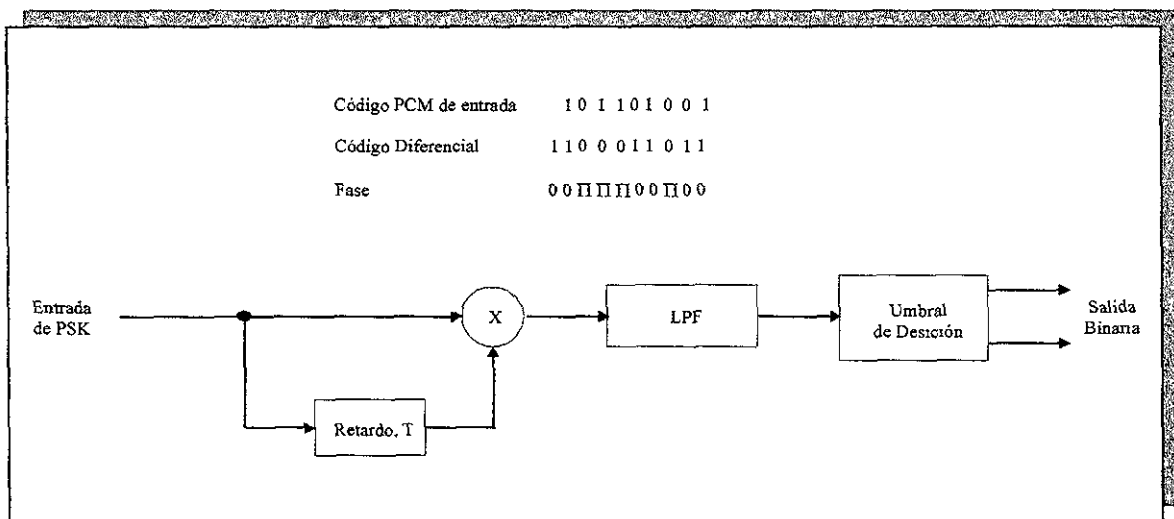 Código PCM de entrada 1 0 1 1 0 1 0 0 1
Código Diferencial 1 1 0 0 0 1 1 0 1 1
Fase 0 0 Π Π Π 0 0 Π 0 0
Entrada
de PSK
X
LPF
Umbral
de Desición
Salida
Binaria
Retardo, T